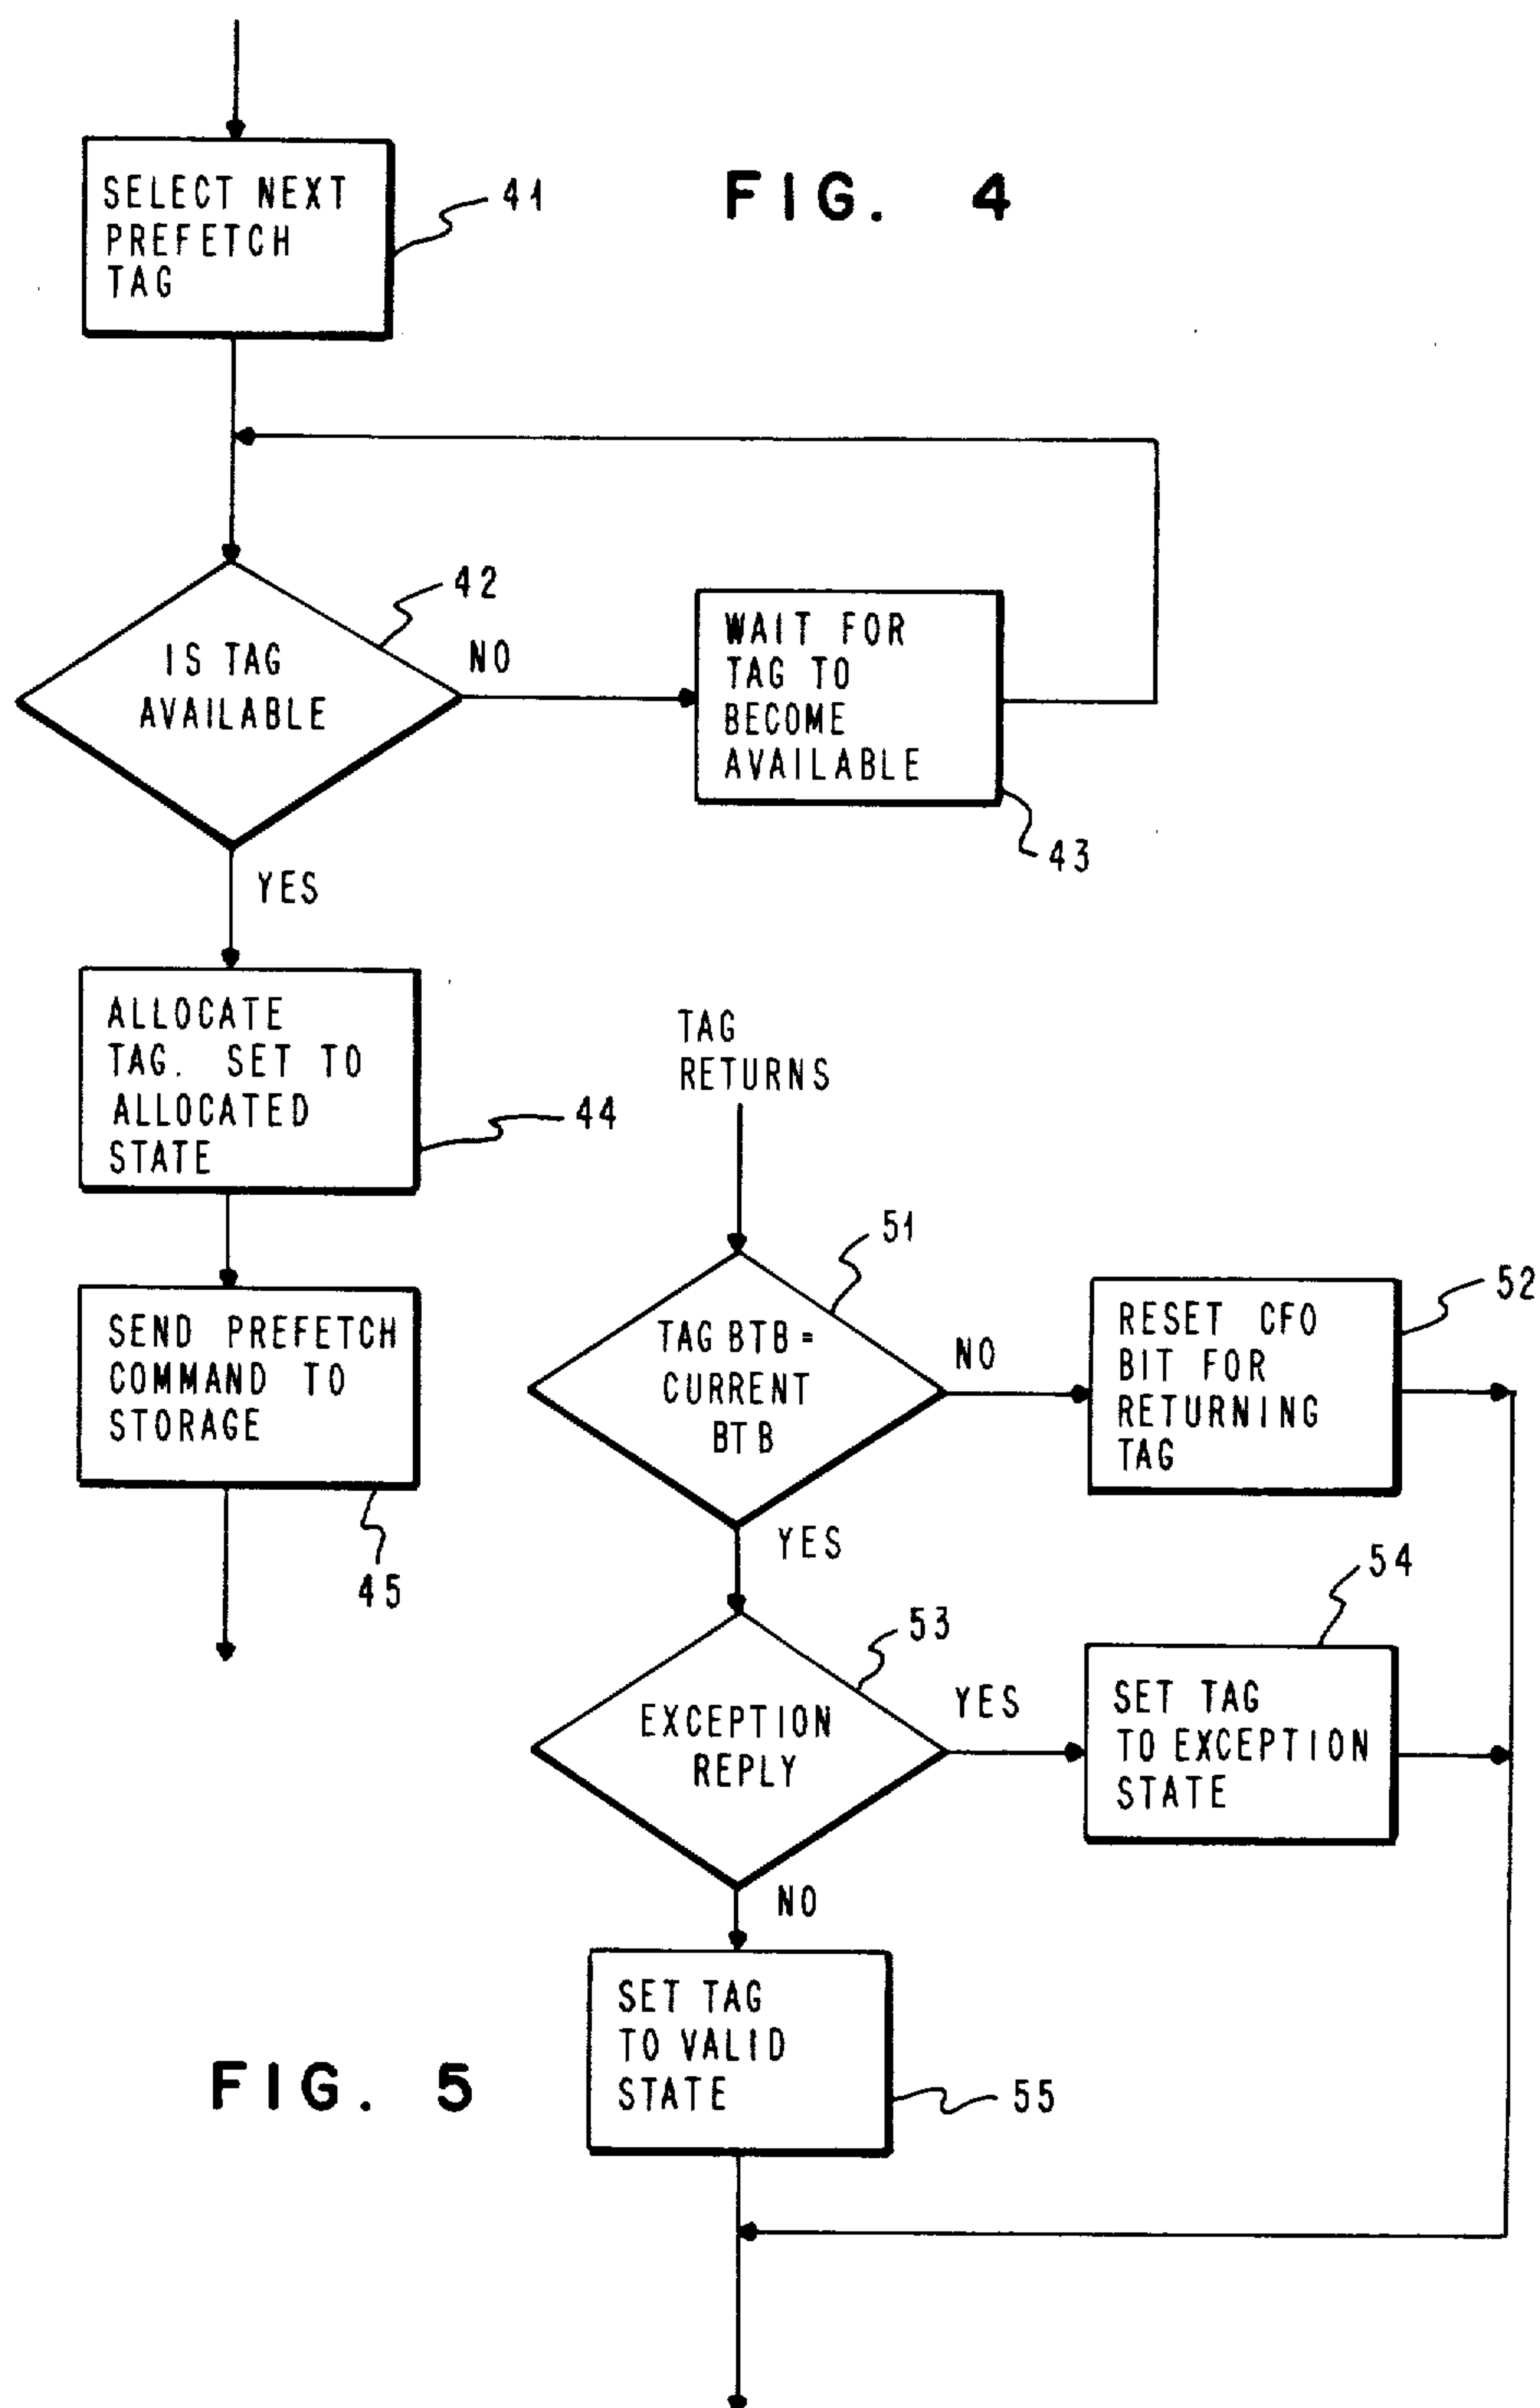 SELECT NEXT
PREFETCH
TAG
41
FIG. 4
IS TAG
AVAILABLE
42
NO
WAIT FOR
TAG TO
BECOME
AVAILABLE
43
YES
ALLOCATE
TAG. SET TO
ALLOCATED
STATE
44
SEND PREFETCH
COMMAND TO
STORAGE
45
TAG
RETURNS
51
TAG BTB =
CURRENT
BTB
NO
RESET CFO
BIT FOR
RETURNING
TAG
52
YES
53
EXCEPTION
REPLY
YES
SET TAG
TO EXCEPTION
STATE
54
NO
SET TAG
TO VALID
STATE
55
FIG. 5